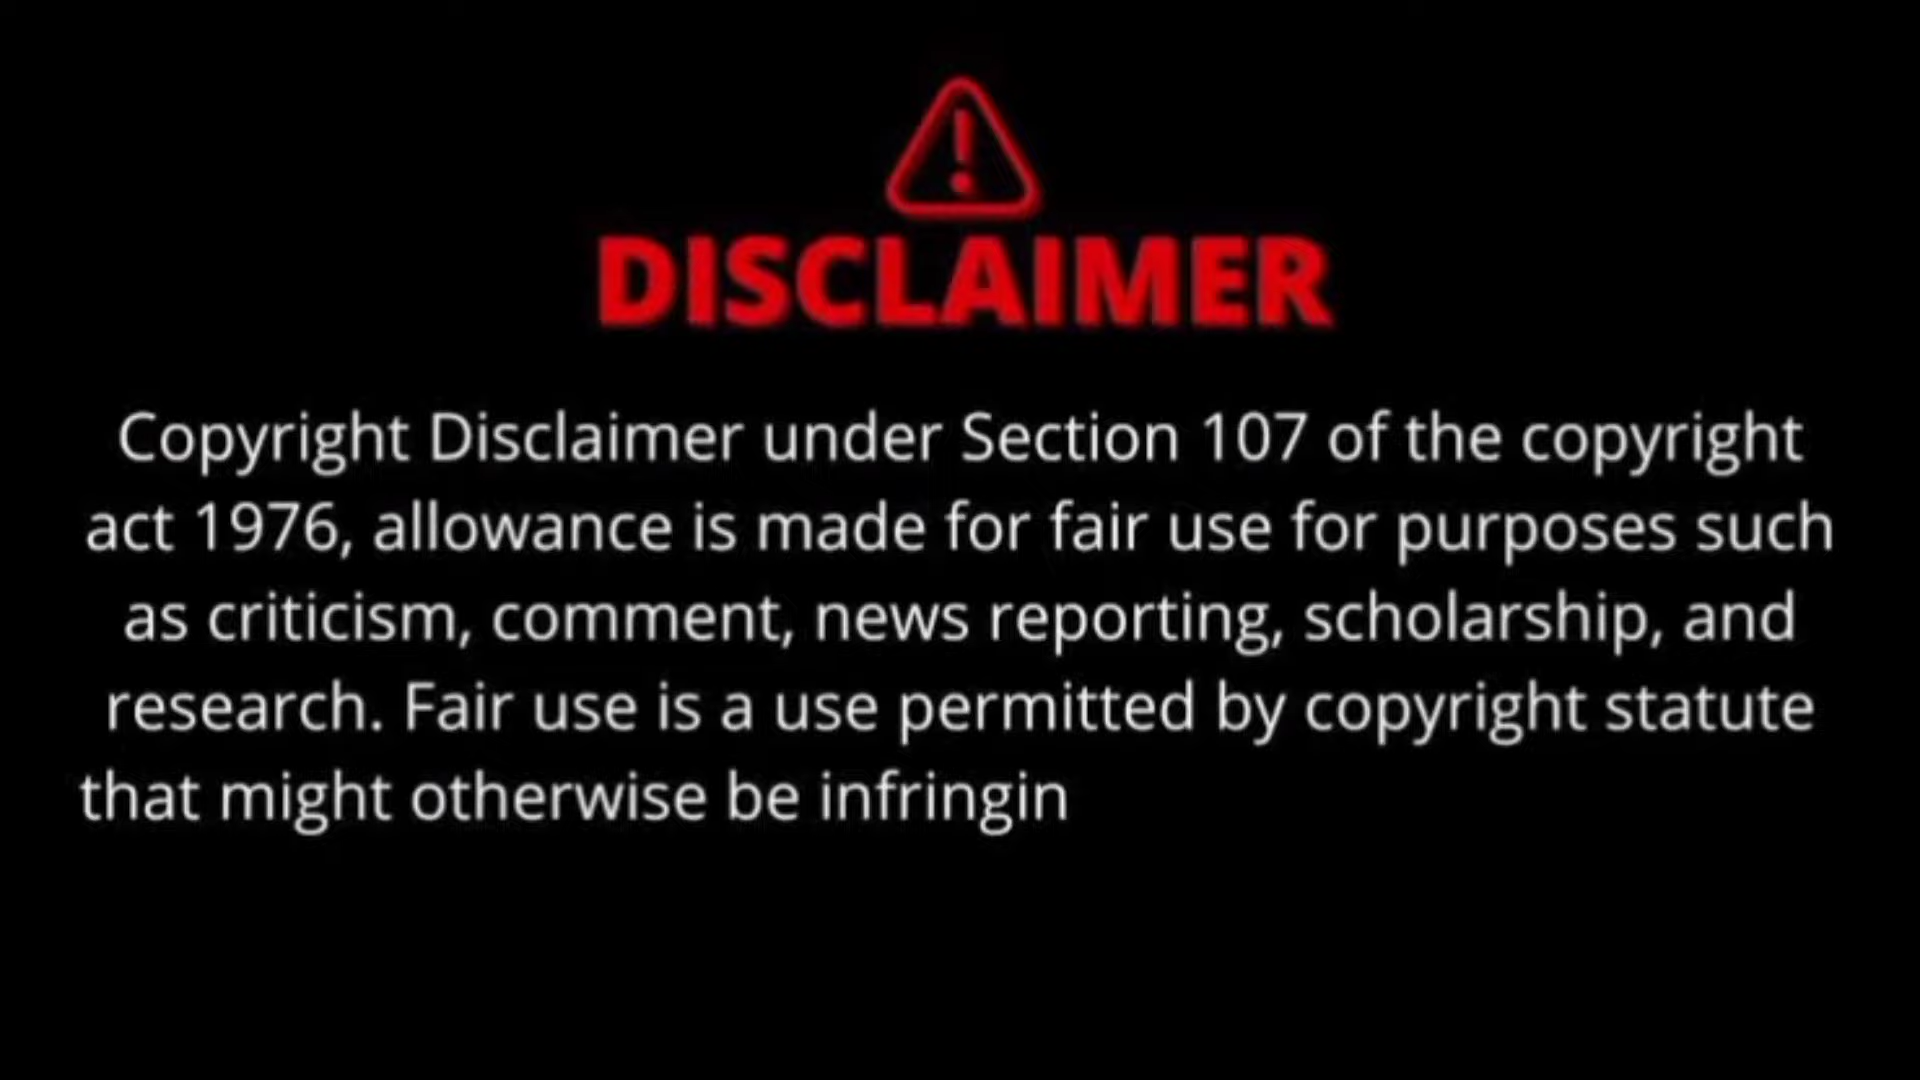 DISCLAIMER
Copyright Disclaimer under Section 107 of the copyright
act 1976, allowance is made for fair use for purposes such
as criticism, comment, news reporting, scholarship, and
research. Fair use is a use permitted by copyright statute
that might otherwise be infringin